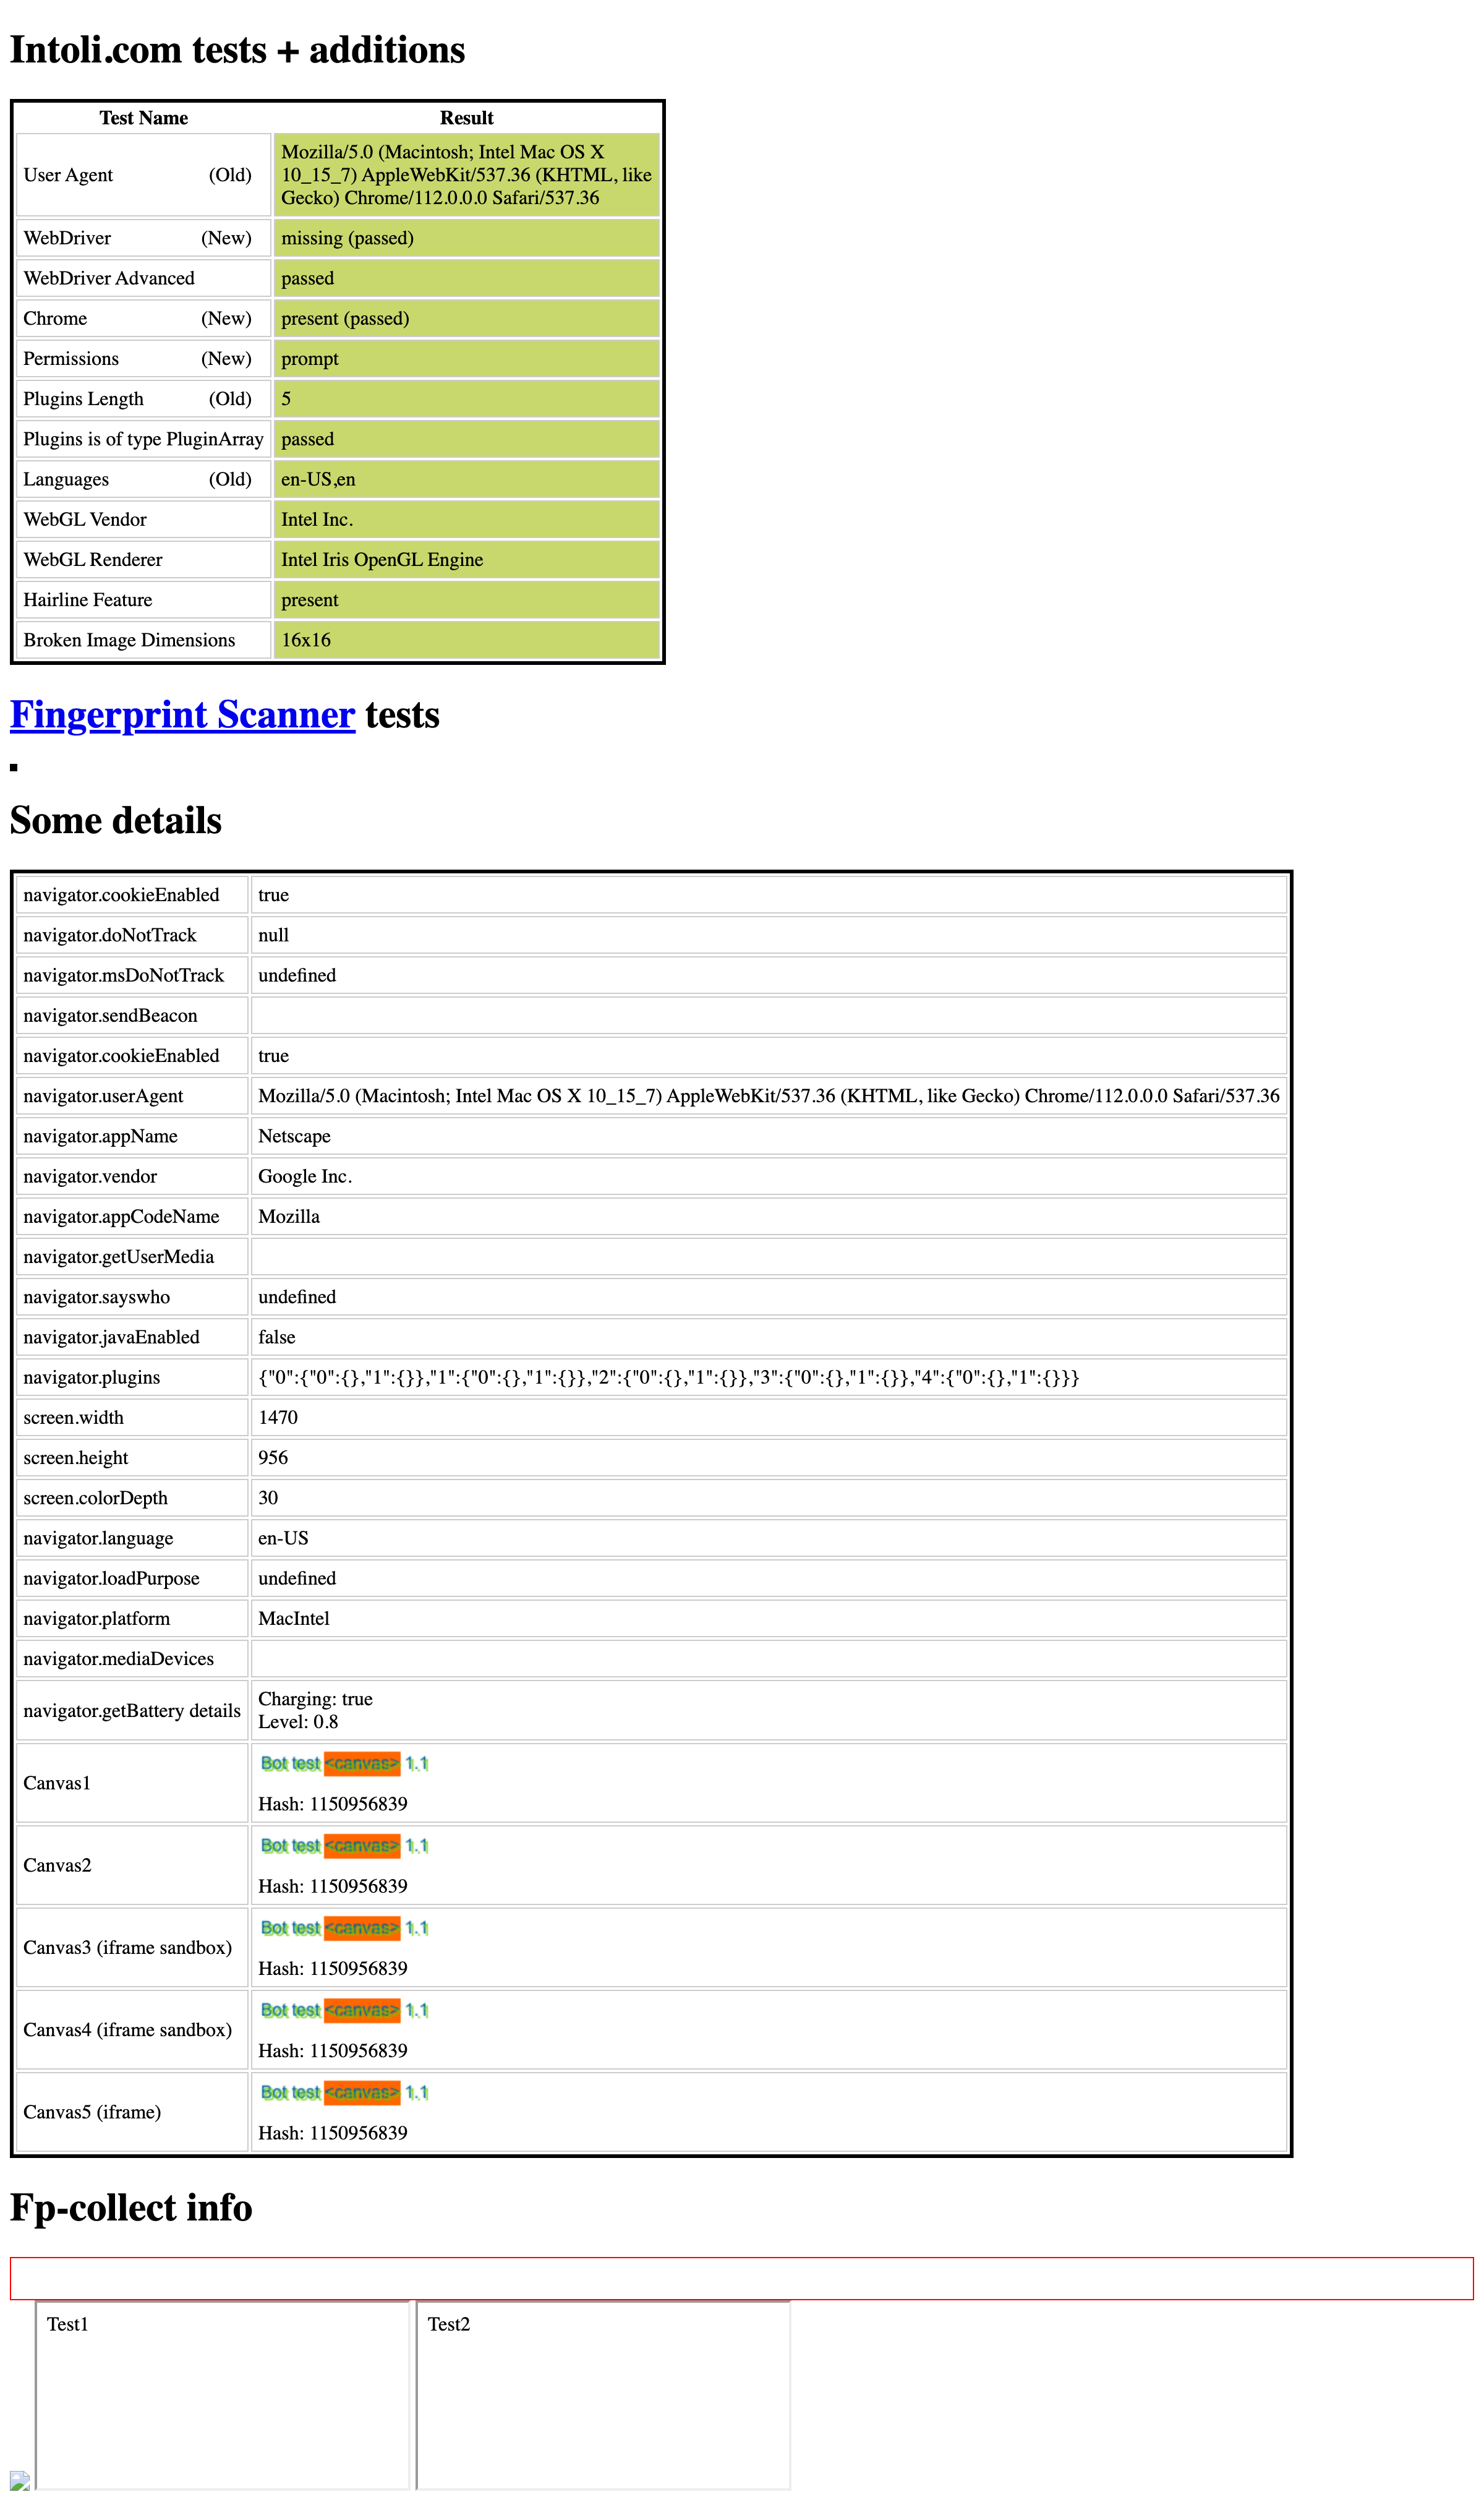 Intoli.com tests + additions
Test Name Result
User Agent (Old) Mozilla/5.0 (Macintosh; Intel Mac OS X
10_15_7) AppleWebKit/537.36 (KHTML, like
Gecko) Chrome/112.0.0.0 Safari/537.36
WebDriver (New) missing (passed)
WebDriver Advanced passed
Chrome (New) present (passed)
Permissions (New) prompt
Plugins Length (Old) 5
Plugins is of type PluginArray passed
Languages (Old) en-US,en
WebGL Vendor Intel Inc.
WebGL Renderer Intel Iris OpenGL Engine
Hairline Feature present
Broken Image Dimensions 16x16
Fingerprint Scanner tests
Some details
navigator.cookieEnabled true
navigator.doNotTrack null
navigator.msDoNotTrack undefined
navigator.sendBeacon
navigator.cookieEnabled true
navigator.userAgent Mozilla/5.0 (Macintosh; Intel Mac OS X 10_15_7) AppleWebKit/537.36 (KHTML, like Gecko) Chrome/112.0.0.0 Safari/537.36
navigator.appName Netscape
navigator.vendor Google Inc.
navigator.appCodeName Mozilla
navigator.getUserMedia
navigator.sayswho undefined
navigator.javaEnabled false
navigator.plugins {"0":{"0":{},"1":{}},"1":{"0":{},"1":{}},"2":{"0":{},"1":{}},"3":{"0":{},"1":{}},"4":{"0":{},"1":{}}}
screen.width 1470
screen.height 956
screen.colorDepth 30
navigator.language en-US
navigator.loadPurpose undefined
navigator.platform MacIntel
navigator.mediaDevices
navigator.getBattery details Charging: true
Level: 0.8
Canvas1 Bot test <canvas> 1.1
Hash: 1150956839
Canvas2 Bot test <canvas> 1.1
Hash: 1150956839
Canvas3 (iframe sandbox) Bot test <canvas> 1.1
Hash: 1150956839
Canvas4 (iframe sandbox) Bot test <canvas> 1.1
Hash: 1150956839
Canvas5 (iframe) Bot test <canvas> 1.1
Hash: 1150956839
Fp-collect info
Test1 Test2